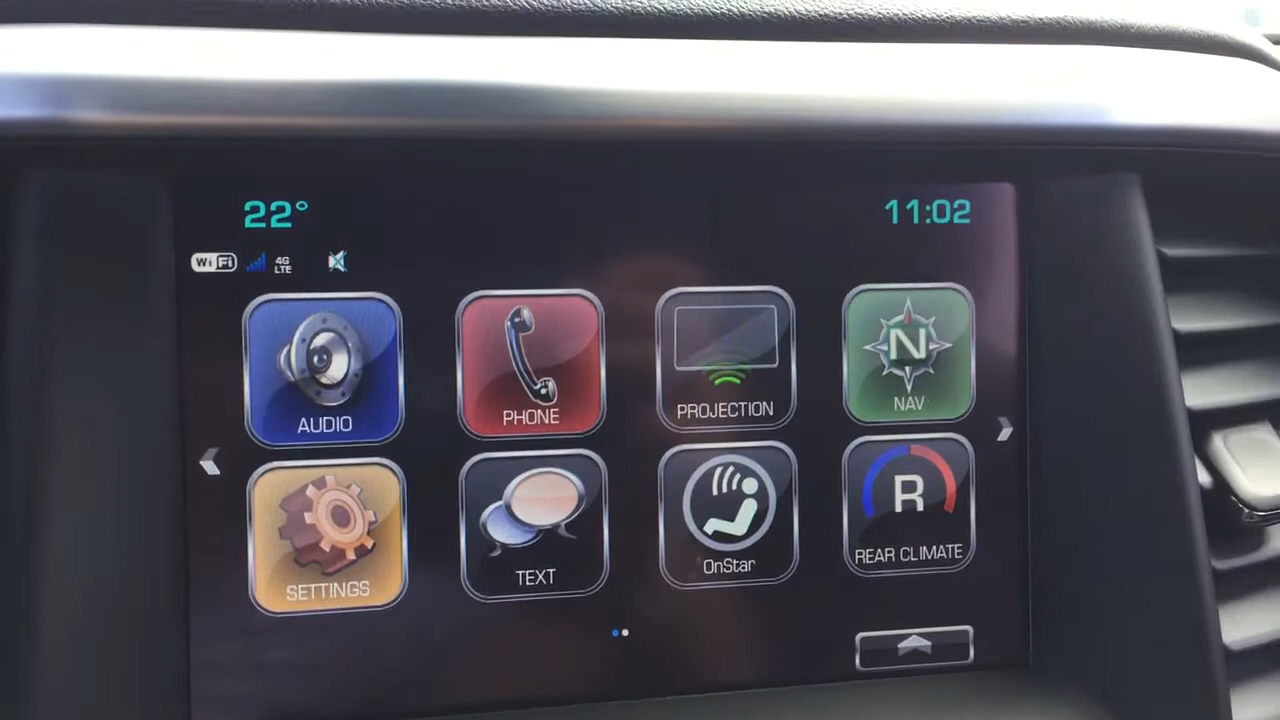 22° 11:02
WiFi 4G
LTE
AUDIO PHONE PROJECTION N NAV
SETTINGS TEXT OnStar R REAR CLIMATE